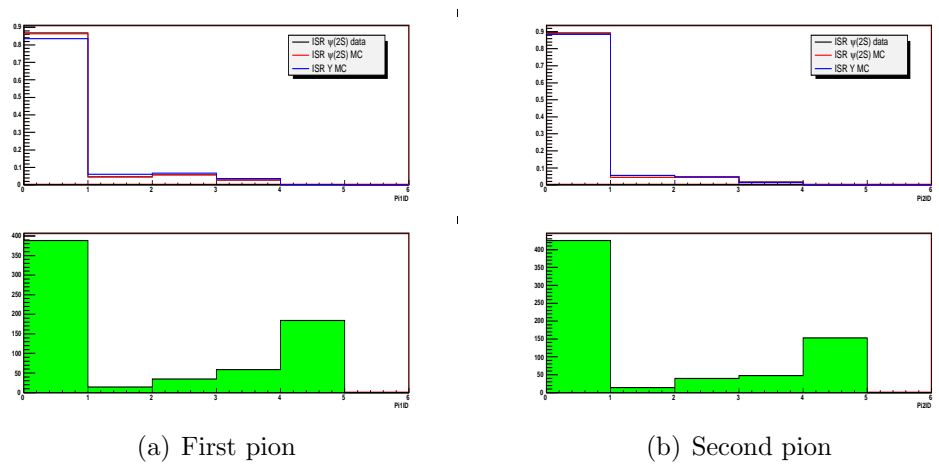 0.9
0.8
0.7
0.6
0.5
0.4
0.3
0.2
0.1
0
0 1 2 3 4 5 6
Pi1ID
ISR ψ(2S) data
ISR ψ(2S) MC
ISR Y MC
0.9
0.8
0.7
0.6
0.5
0.4
0.3
0.2
0.1
0
0 1 2 3 4 5 6
Pi2ID
ISR ψ(2S) data
ISR ψ(2S) MC
ISR Y MC
400
350
300
250
200
150
100
50
0
0 1 2 3 4 5 6
Pi1ID
400
350
300
250
200
150
100
50
0
0 1 2 3 4 5 6
Pi2ID
(a) First pion
(b) Second pion